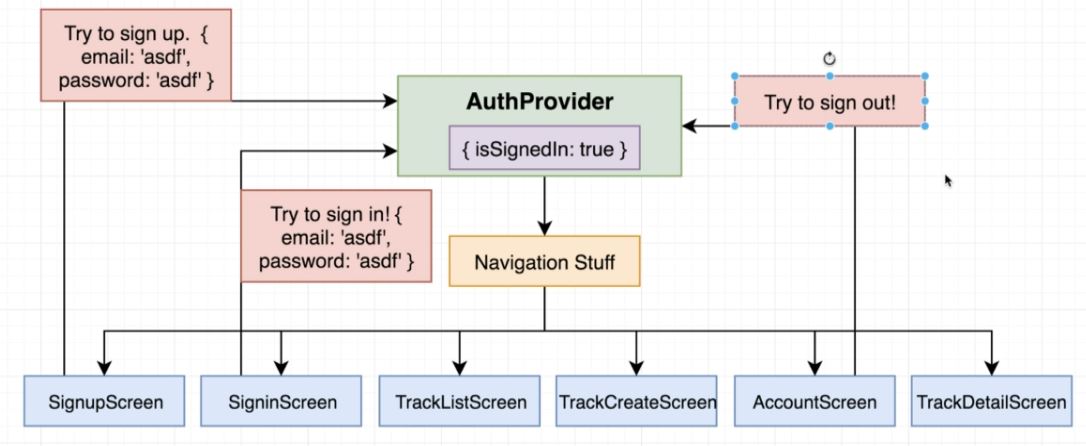 Try to sign up.  {
email: 'asdf',
password: 'asdf' }
AuthProvider
{ isSignedIn: true }
Try to sign out!
Try to sign in! {
email: 'asdf',
password: 'asdf' }
Navigation Stuff
SignupScreen
SigninScreen
TrackListScreen
TrackCreateScreen
AccountScreen
TrackDetailScreen